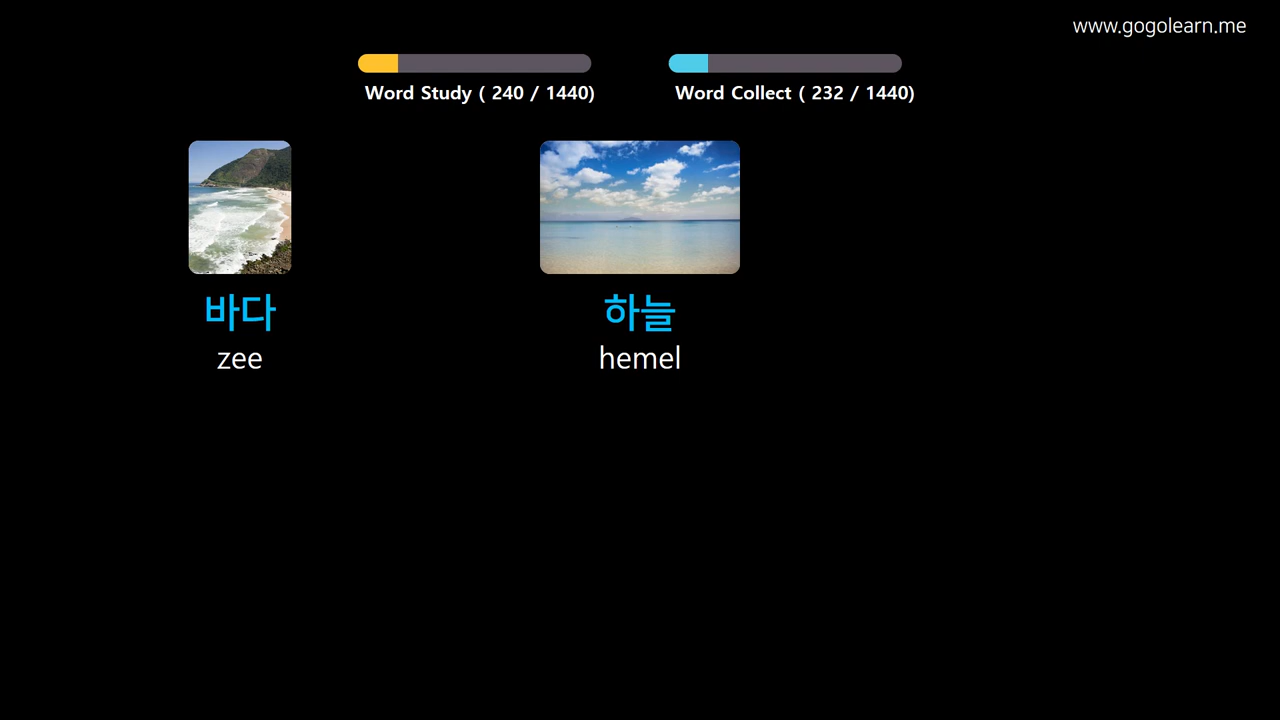 www.gogolearn.me
Word Study ( 240 / 1440)
Word Collect ( 232 / 1440)
바다
하늘
zee
hemel